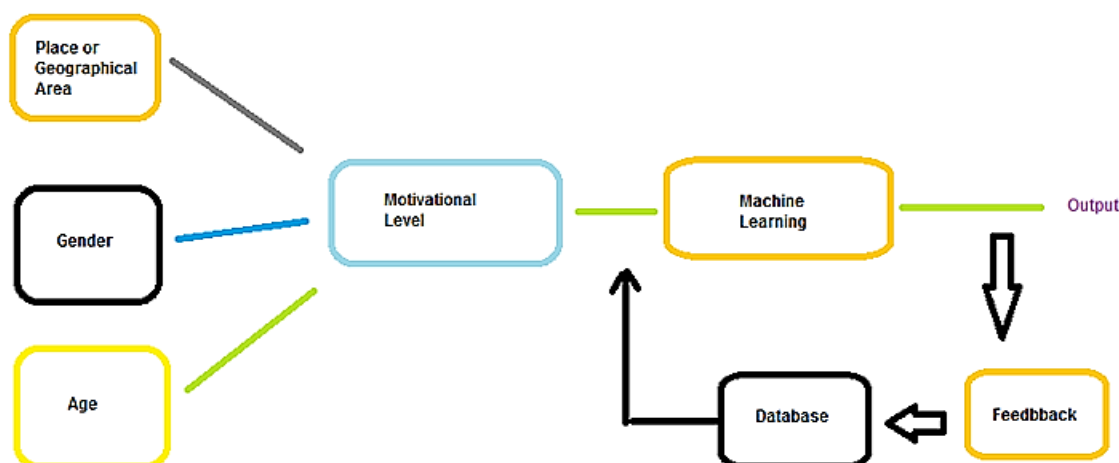 Place or
Geographical
Area
Gender
Age
Motivational
Level
Machine
Learning
Output
Feedbback
Database